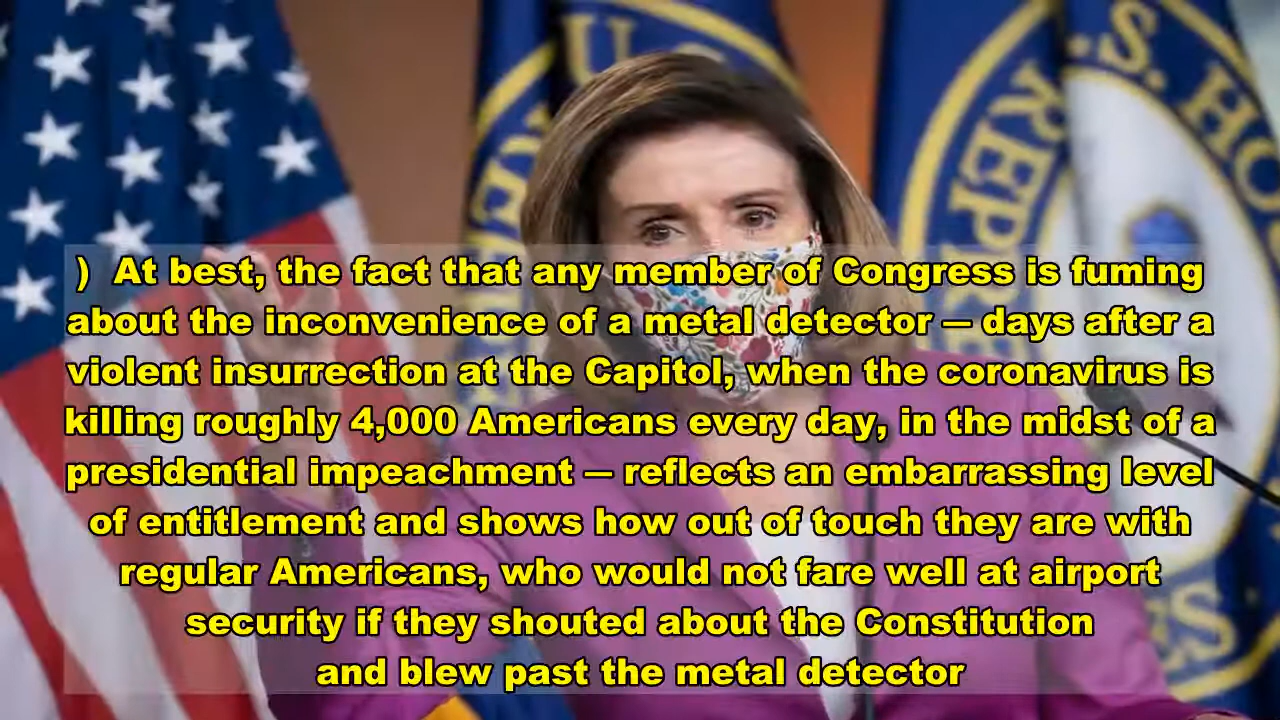 U.S.
REP
S. HO
REPRE
US
) At best, the fact that any member of Congress is fuming
about the inconvenience of a metal detector — days after a
violent insurrection at the Capitol, when the coronavirus is
killing roughly 4,000 Americans every day, in the midst of a
presidential impeachment — reflects an embarrassing level
of entitlement and shows how out of touch they are with
regular Americans, who would not fare well at airport
security if they shouted about the Constitution
and blew past the metal detector